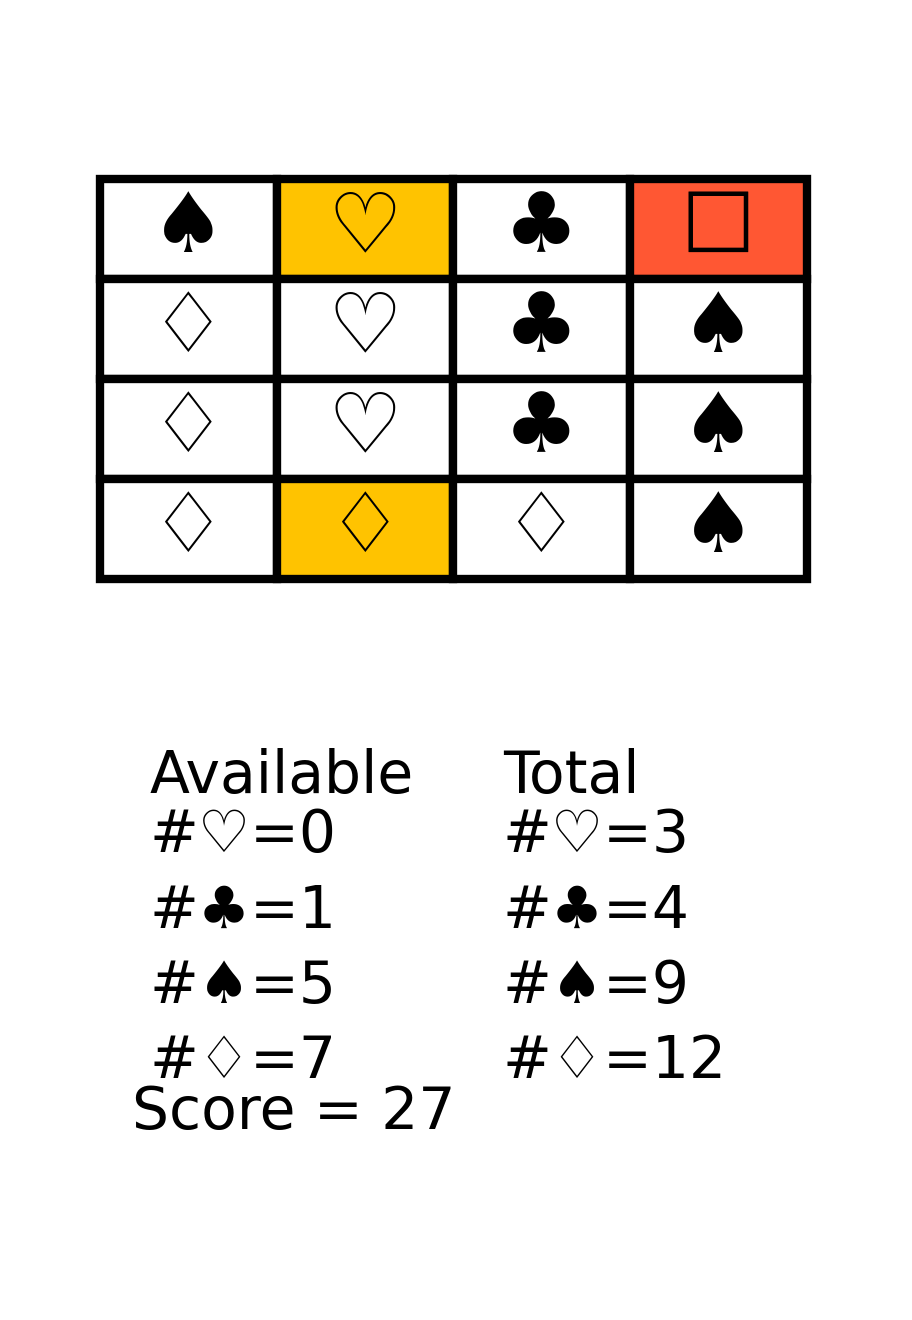 ♠ ♡ ♣ □
♢ ♡ ♣ ♠
♢ ♡ ♣ ♠
♢ ♢ ♢ ♠
Available Total
#♡=0 #♡=3
#♣=1 #♣=4
#♠=5 #♠=9
#♢=7 #♢=12
Score = 27